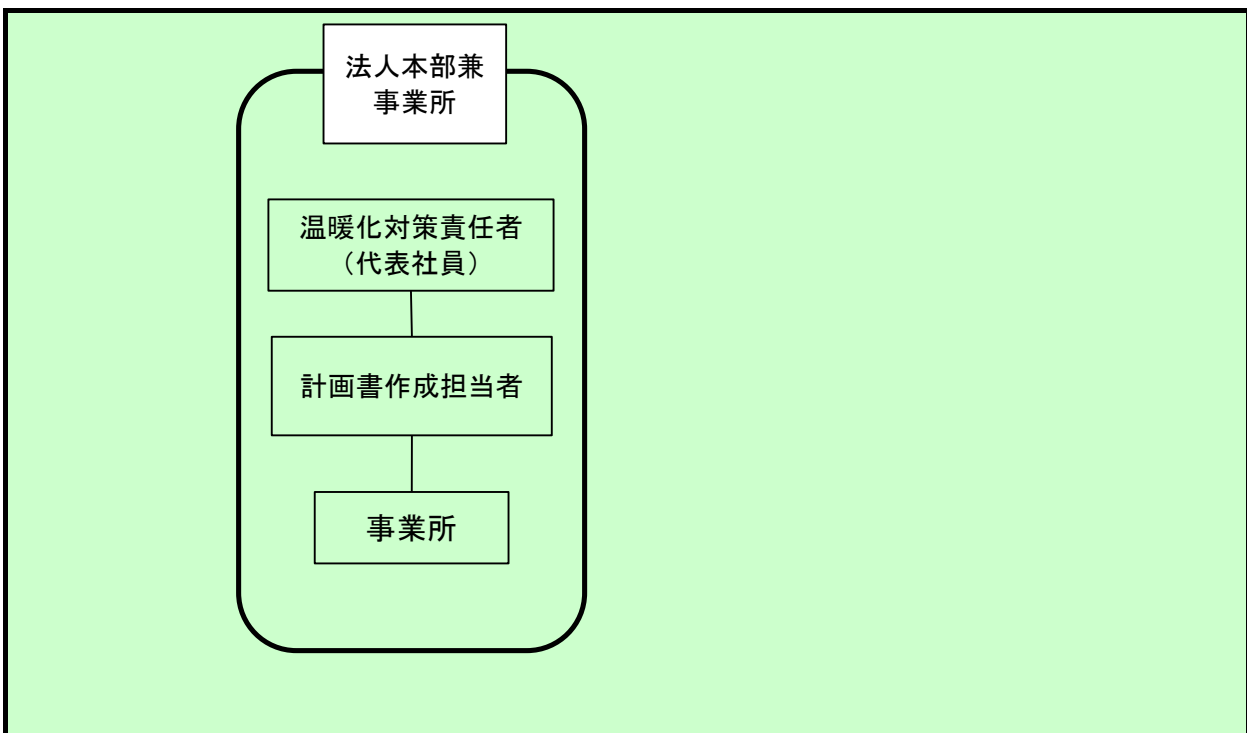 法人本部兼
事業所
温暖化対策責任者
（代表社員）
計画書作成担当者
事業所